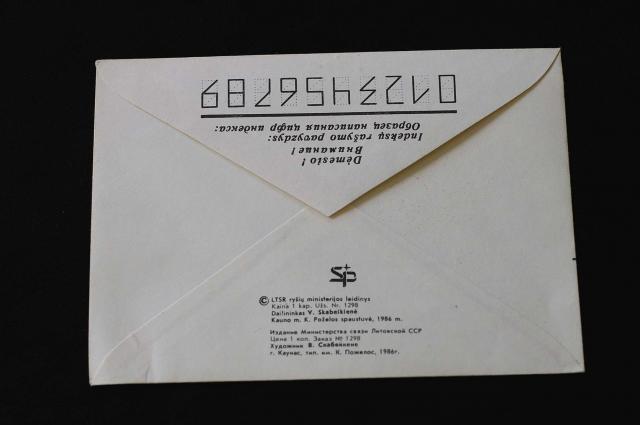 Dėmesio!
Внимание!
Indeksų rašymo pavyzdys:
Образец написания цифр индекса:
0123456789
Sp
© LTSR ryšių ministerijos leidinys
Kaina 1 kap. Užs. Nr. 1298
Dailininkas V. Skabeikienė
Kauno m. K. Poželos spaustuvė, 1986 m.
Издание Министерства связи Литовской ССР
Цена 1 коп. Заказ № 1298
Художник В. Скабейкене
г. Каунас, тип. им. К. Пожелос, 1986г.